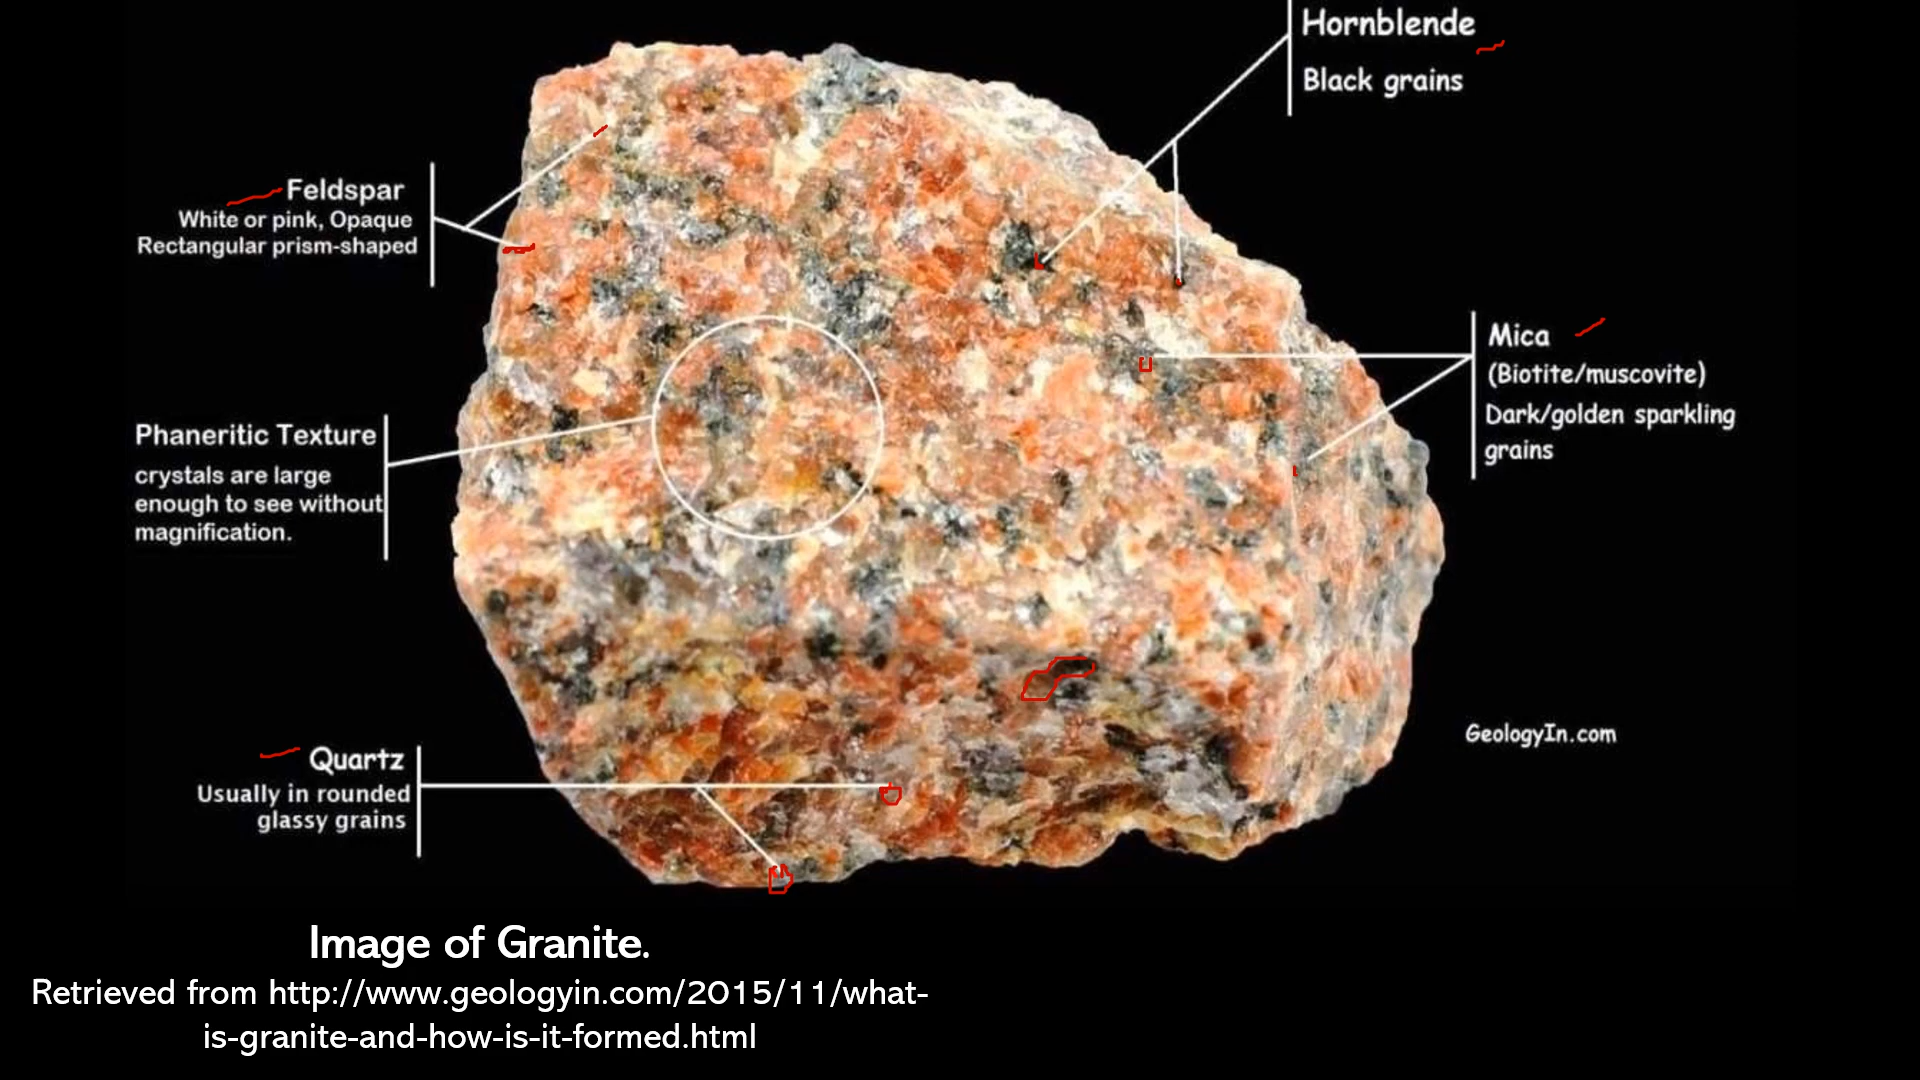 Hornblende
Black grains
Feldspar
White or pink, Opaque
Rectangular prism-shaped
Mica
(Biotite/muscovite)
Dark/golden sparkling
grains
Phaneritic Texture
crystals are large
enough to see without
magnification.
GeologyIn.com
Quartz
Usually in rounded
glassy grains
Image of Granite.
Retrieved from http://www.geologyin.com/2015/11/what-
is-granite-and-how-is-it-formed.html